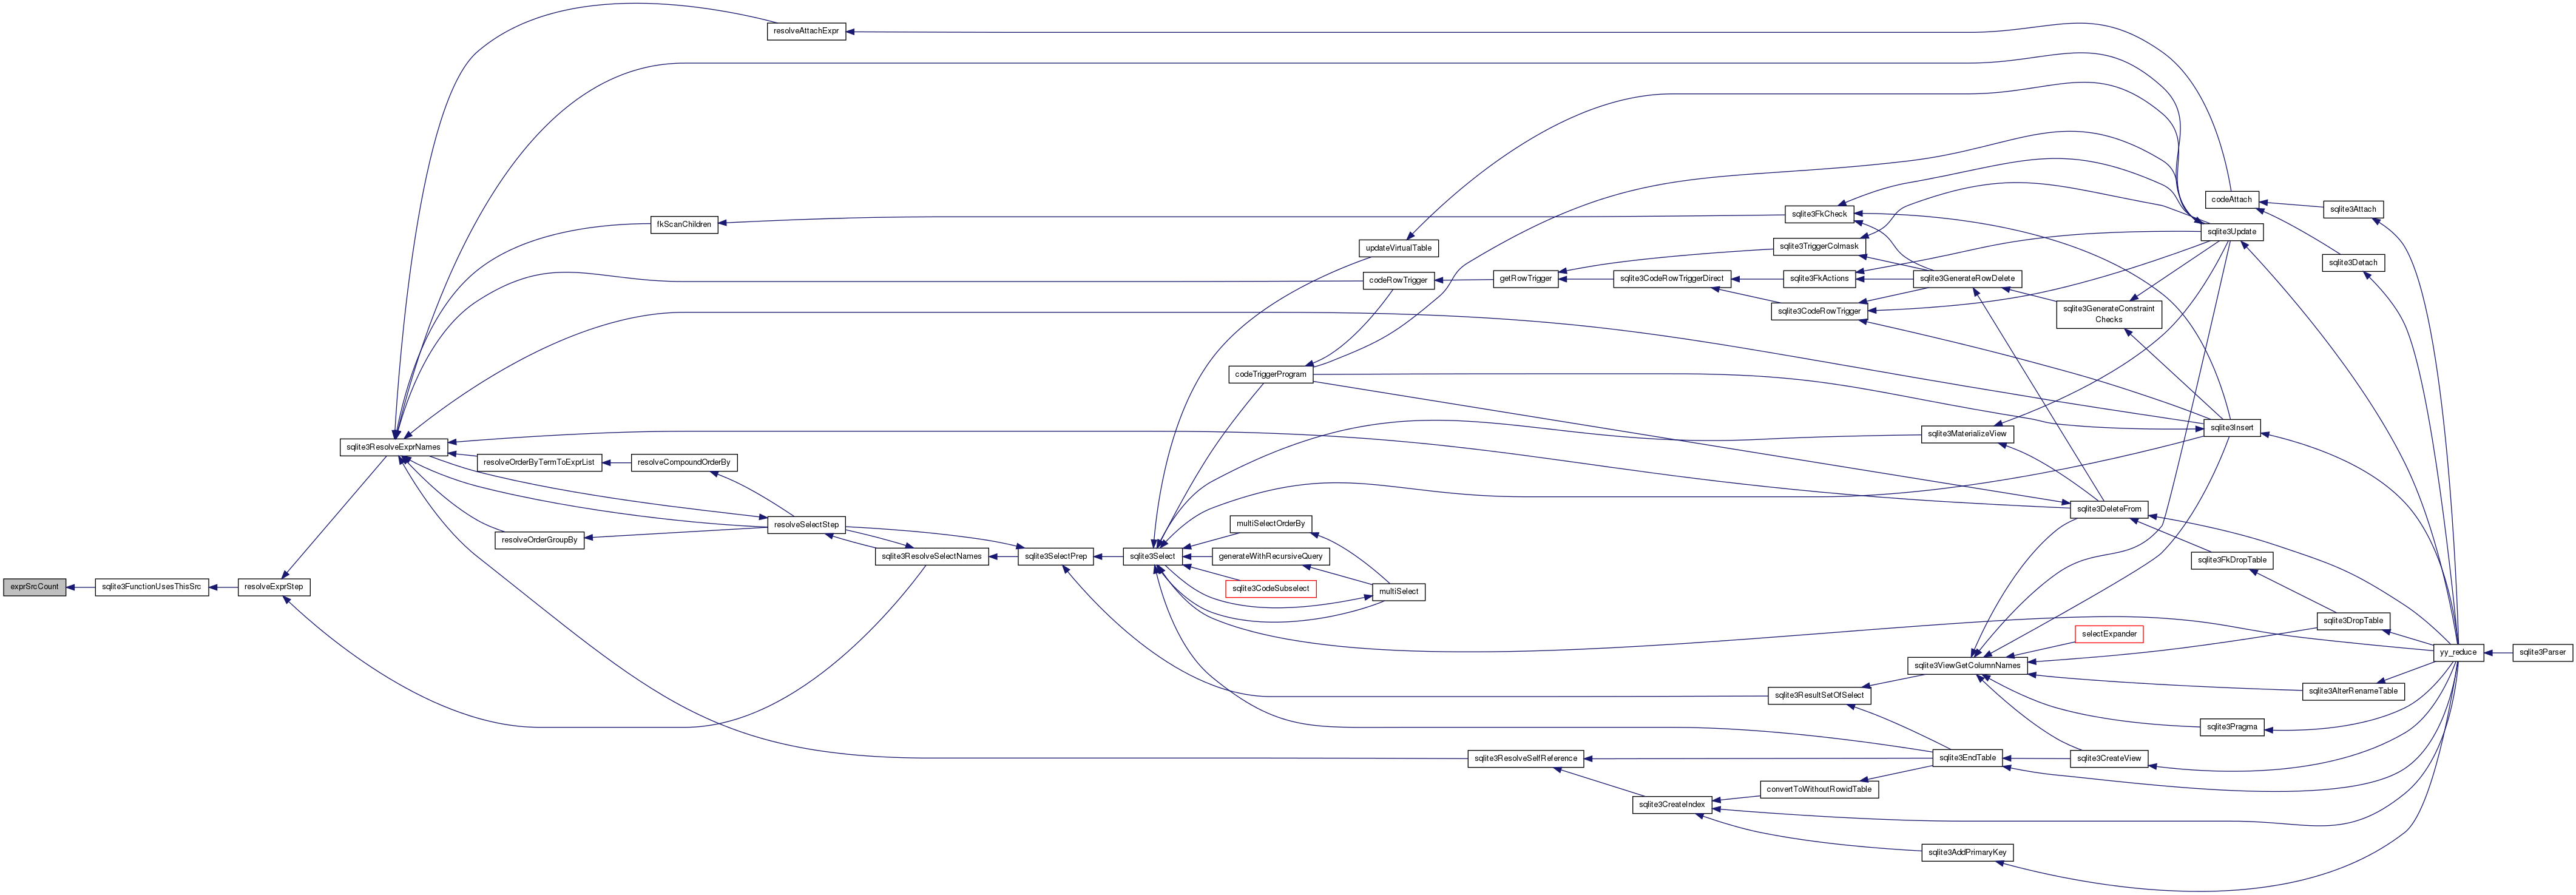 resolveAttachExpr
codeAttach
sqlite3Attach
fkScanChildren
sqlite3FkCheck
sqlite3Update
updateVirtualTable
sqlite3TriggerColmask
sqlite3Detach
codeRowTrigger
getRowTrigger
sqlite3CodeRowTriggerDirect
sqlite3FkActions
sqlite3GenerateRowDelete
sqlite3CodeRowTrigger
sqlite3GenerateConstraint
Checks
codeTriggerProgram
sqlite3Insert
sqlite3MaterializeView
sqlite3ResolveExprNames
resolveOrderByTermToExprList
resolveCompoundOrderBy
sqlite3DeleteFrom
resolveSelectStep
multiSelectOrderBy
resolveOrderGroupBy
sqlite3ResolveSelectNames
sqlite3SelectPrep
sqlite3Select
generateWithRecursiveQuery
sqlite3FkDropTable
exprSrcCount
sqlite3FunctionUsesThisSrc
resolveExprStep
sqlite3CodeSubselect
multiSelect
sqlite3DropTable
selectExpander
yy_reduce
sqlite3Parser
sqlite3ViewGetColumnNames
sqlite3ResultSetOfSelect
sqlite3AlterRenameTable
sqlite3Pragma
sqlite3ResolveSelfReference
sqlite3EndTable
sqlite3CreateView
convertToWithoutRowidTable
sqlite3CreateIndex
sqlite3AddPrimaryKey